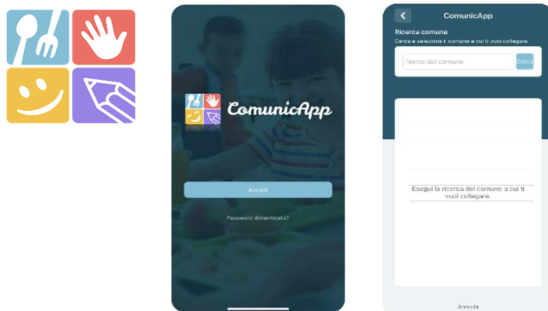 ComunicApp
Accedi
Password dimenticata?
ComunicApp
Ricerca comune
Cerca e seleziona il comune a cui ti vuoi collegare
Nome del comune
Cerca
Esegui la ricerca del comune a cui ti
vuoi collegare.
Annulla